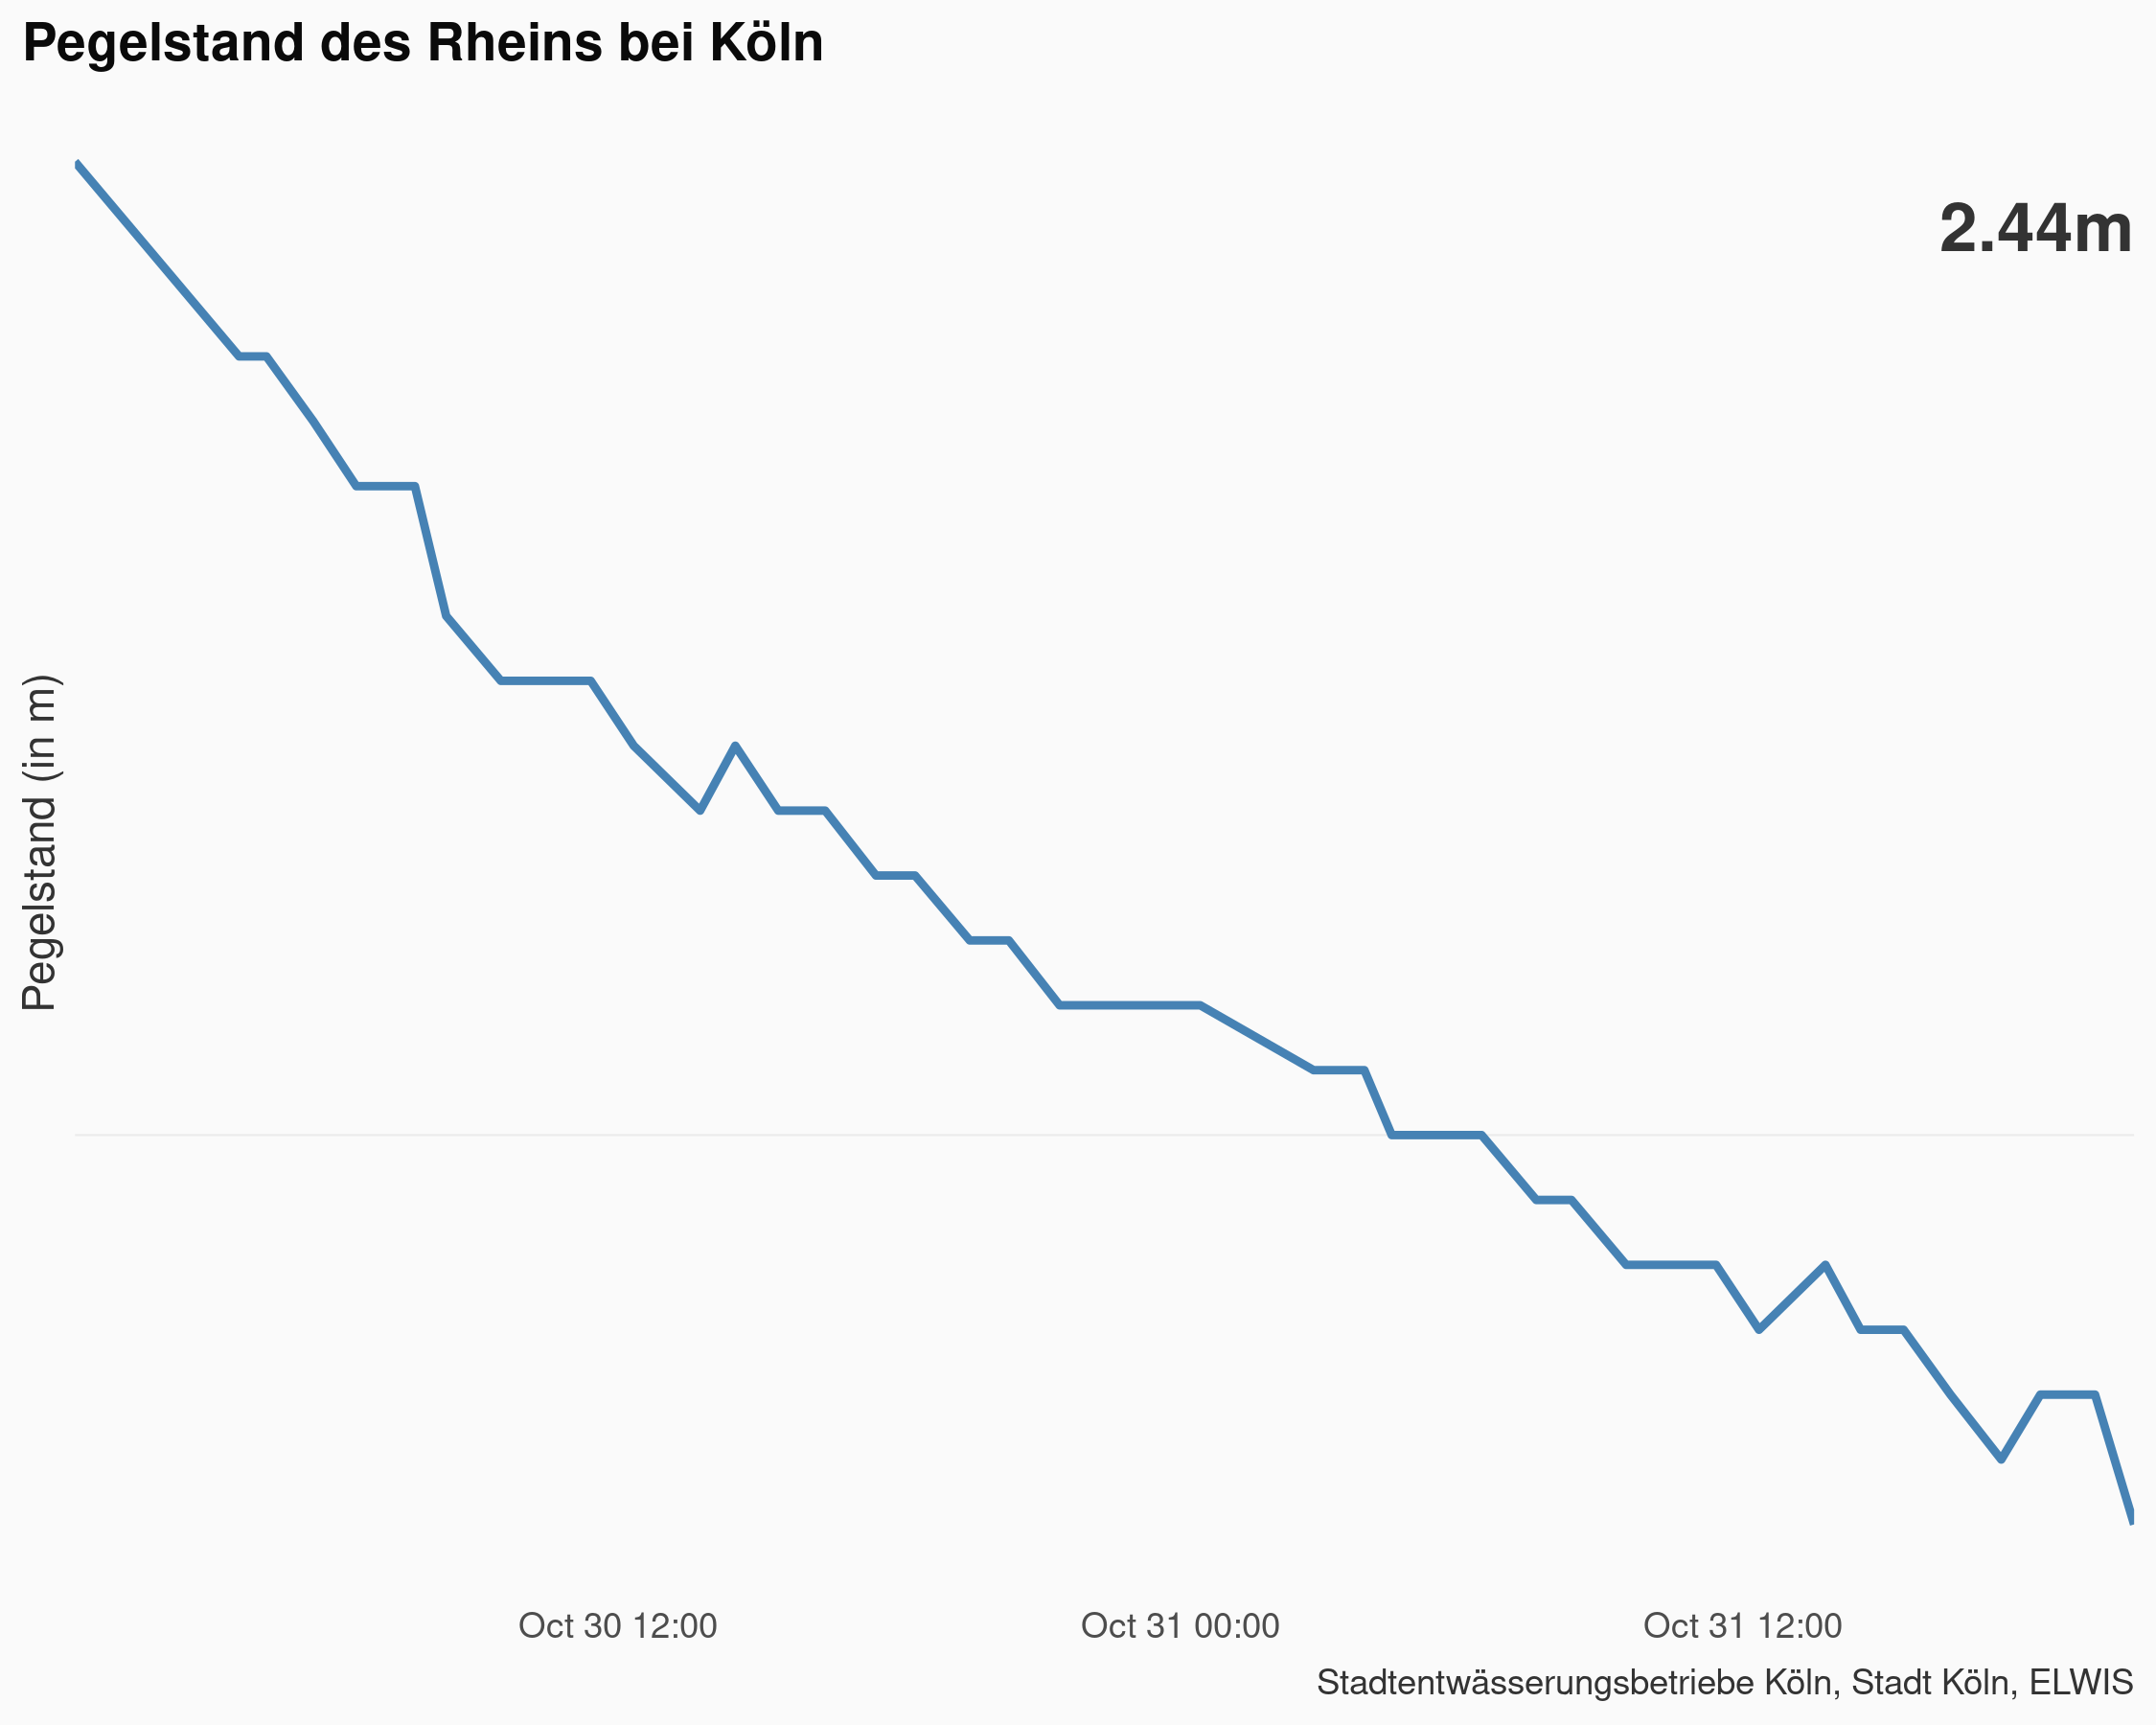 Pegelstand des Rheins bei Köln
2.44m
Pegelstand (in m)
Oct 30 12:00
Oct 31 00:00
Oct 31 12:00
Stadtentwässerungsbetriebe Köln, Stadt Köln, ELWIS